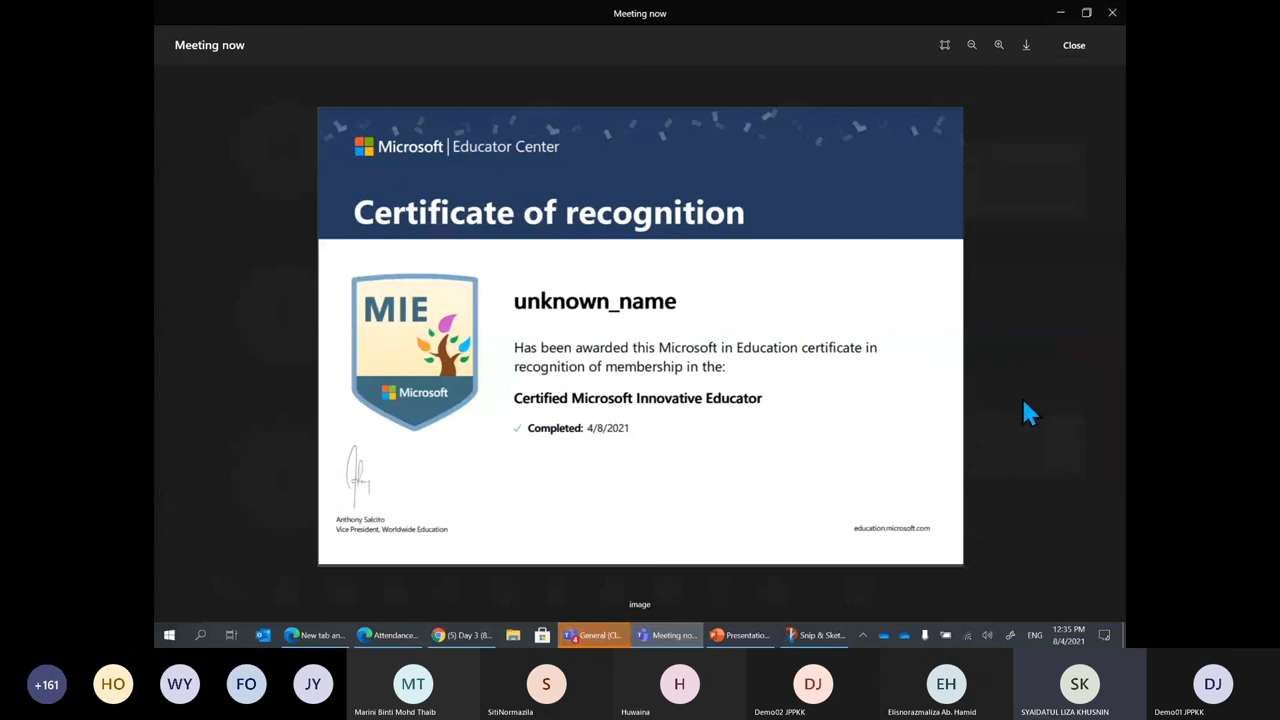 Meeting now
Meeting now
Close
Microsoft | Educator Center
Certificate of recognition
MIE
Microsoft
unknown_name
Has been awarded this Microsoft in Education certificate in
recognition of membership in the:
Certified Microsoft Innovative Educator
✓ Completed: 4/8/2021
Anthony Salcito
Vice President, Worldwide Education
education.microsoft.com
image
New tab an...
Attendance...
(5) Day 3 (8...
4
General (Cl...
Meeting no...
Presentatio...
Snip & Sket...
ENG
12:35 PM
8/4/2021
+161
HO
WY
FO
JY
MT
S
H
DJ
EH
SK
DJ
Marini Binti Mohd Thaib
SitiNormazila
Huwaina
Demo02 JPPKK
Elisnorazmaliza Ab. Hamid
SYAIDATUL LIZA KHUSNIN
Demo01 JPPKK